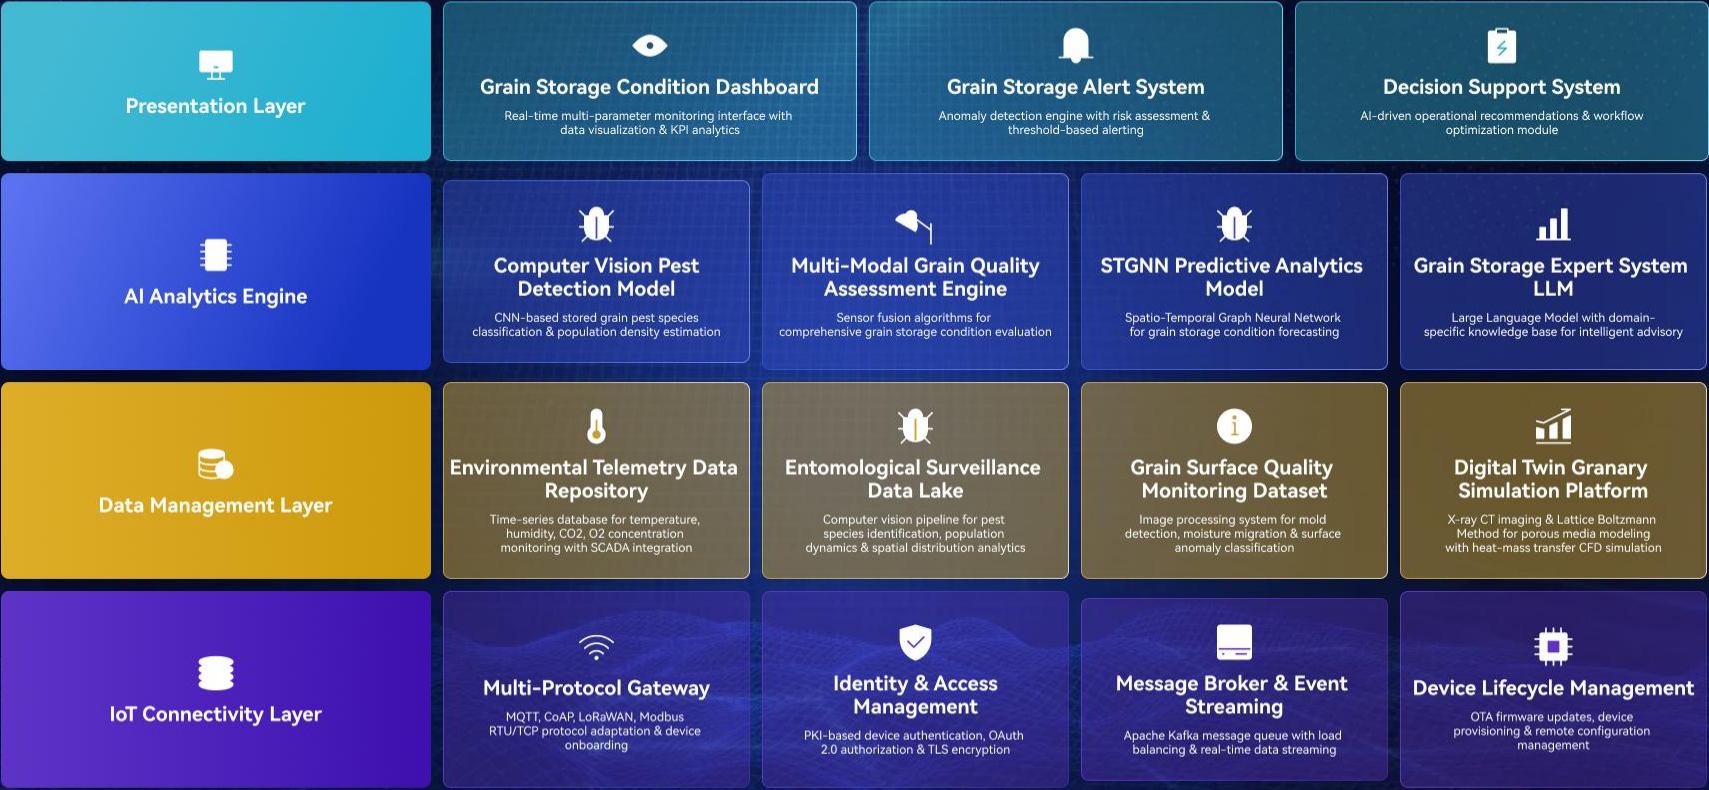 Presentation Layer
Grain Storage Condition Dashboard
Real-time multi-parameter monitoring interface with
data visualization & KPI analytics
Grain Storage Alert System
Anomaly detection engine with risk assessment &
threshold-based alerting
Decision Support System
AI-driven operational recommendations & workflow
optimization module
AI Analytics Engine
Computer Vision Pest
Detection Model
CNN-based stored grain pest species
classification & population density estimation
Multi-Modal Grain Quality
Assessment Engine
Sensor fusion algorithms for
comprehensive grain storage condition evaluation
STGNN Predictive Analytics
Model
Spatio-Temporal Graph Neural Network
for grain storage condition forecasting
Grain Storage Expert System
LLM
Large Language Model with domain-
specific knowledge base for intelligent advisory
Data Management Layer
Environmental Telemetry Data
Repository
Time-series database for temperature,
humidity, CO2, O2 concentration
monitoring with SCADA integration
Entomological Surveillance
Data Lake
Computer vision pipeline for pest
species identification, population
dynamics & spatial distribution analytics
Grain Surface Quality
Monitoring Dataset
Image processing system for mold
detection, moisture migration & surface
anomaly classification
Digital Twin Granary
Simulation Platform
X-ray CT imaging & Lattice Boltzmann
Method for porous media modeling
with heat-mass transfer CFD simulation
IoT Connectivity Layer
Multi-Protocol Gateway
MQTT, CoAP, LoRaWAN, Modbus
RTU/TCP protocol adaptation & device
onboarding
Identity & Access
Management
PKI-based device authentication, OAuth
2.0 authorization & TLS encryption
Message Broker & Event
Streaming
Apache Kafka message queue with load
balancing & real-time data streaming
Device Lifecycle Management
OTA firmware updates, device
provisioning & remote configuration
management